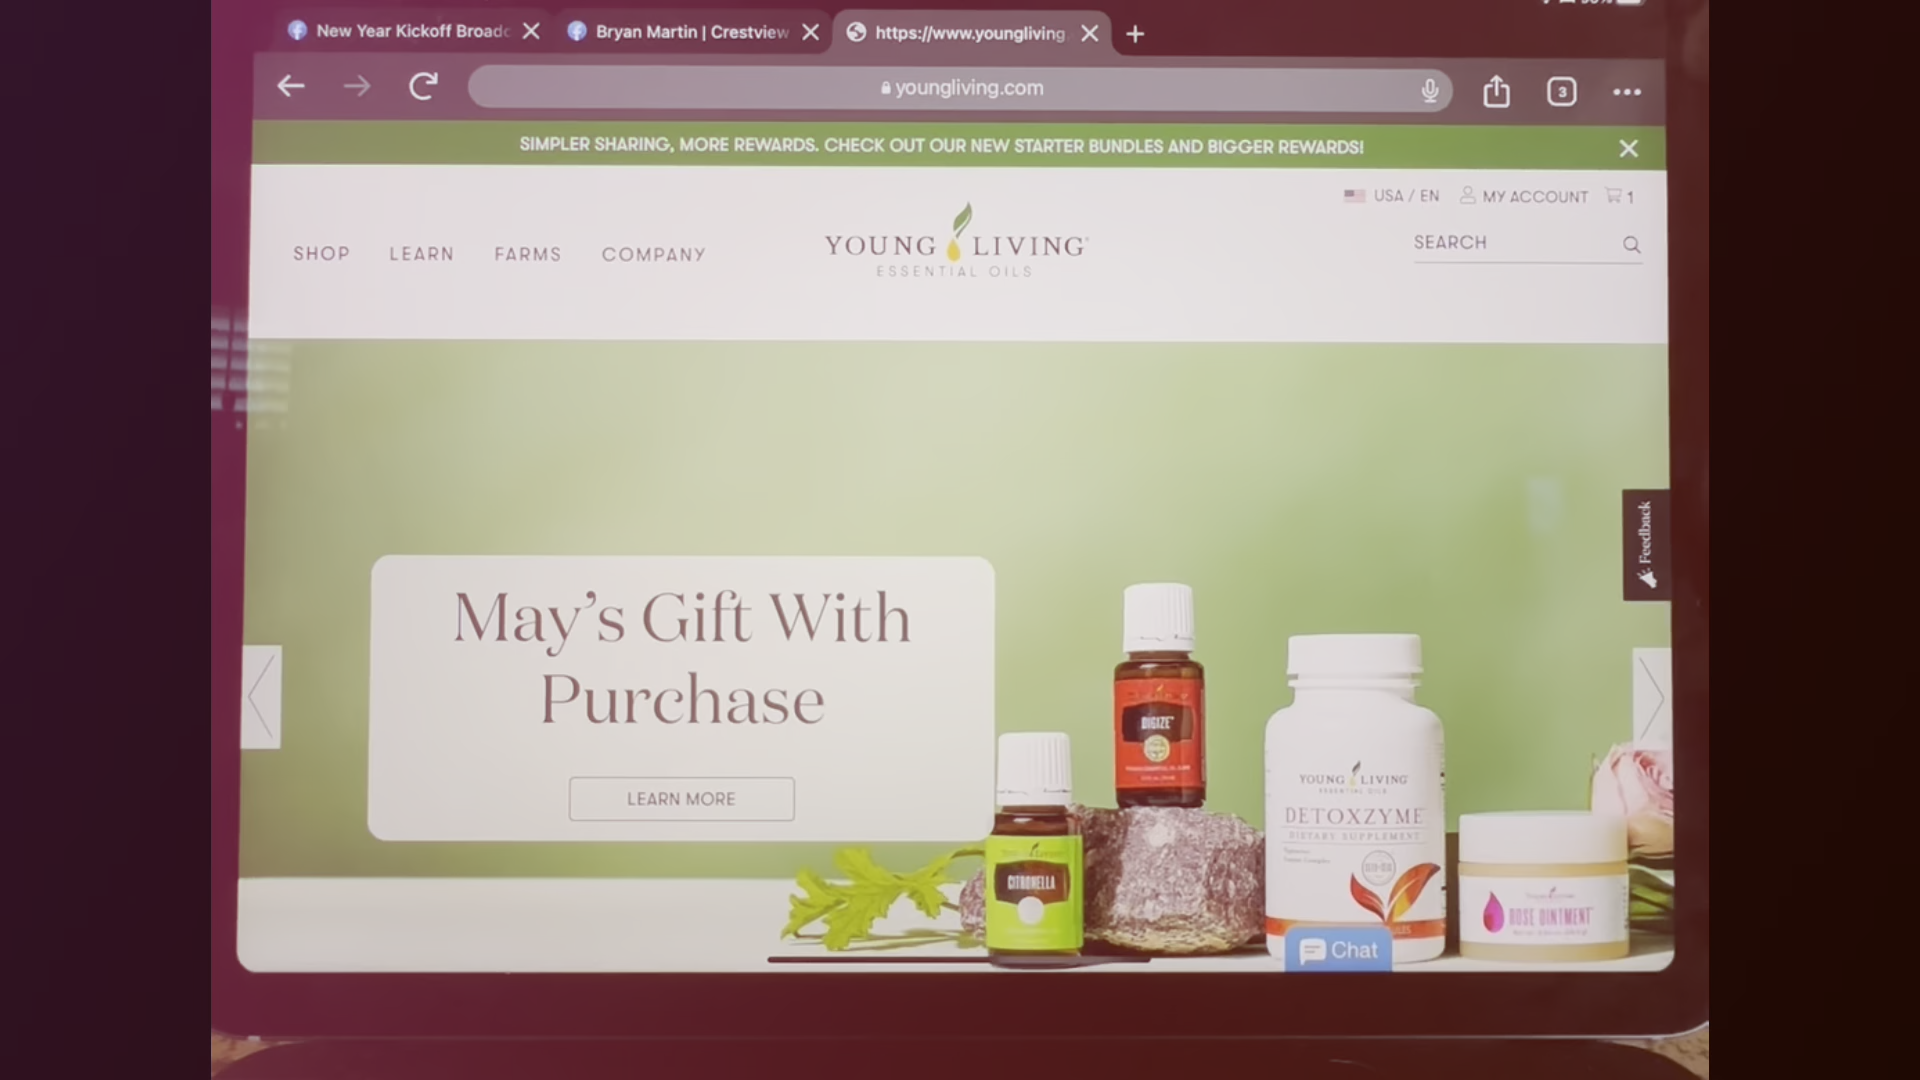 New Year Kickoff Broadc
Bryan Martin | Crestview
https://www.youngliving
youngliving.com
3
SIMPLER SHARING, MORE REWARDS. CHECK OUT OUR NEW STARTER BUNDLES AND BIGGER REWARDS!
USA / EN
MY ACCOUNT
1
SHOP
LEARN
FARMS
COMPANY
YOUNG LIVING
ESSENTIAL OILS
SEARCH
Feedback
May's Gift With
Purchase
LEARN MORE
DIGIZE
CITRONELLA
YOUNG LIVING
ESSENTIAL OILS
DETOXZYME
DIETARY SUPPLEMENT
ROSE OINTMENT
Chat